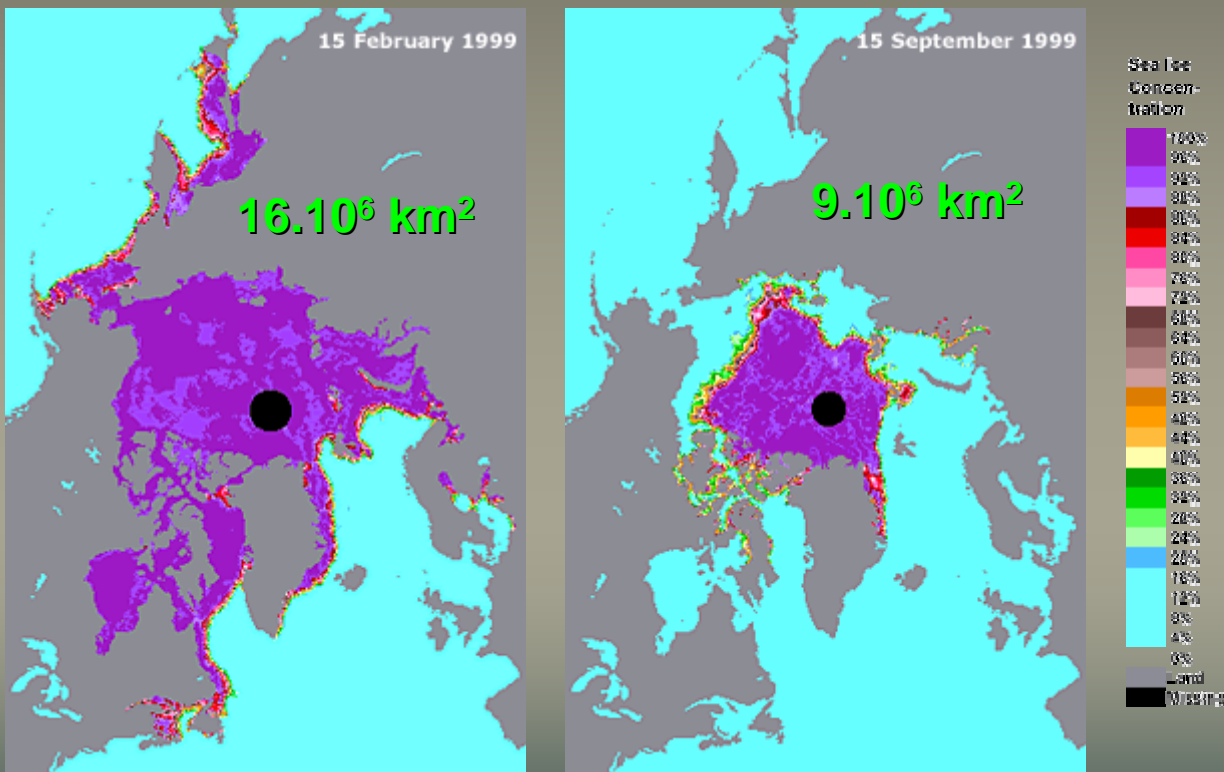 15 February 1999
16.10⁶ km²
15 September 1999
9.10⁶ km²
Sea Ice
Concen-
tration
100%
96%
92%
84%
80%
76%
72%
68%
64%
60%
56%
52%
48%
44%
40%
36%
32%
28%
24%
20%
16%
12%
8%
4%
0%
Land
Missing